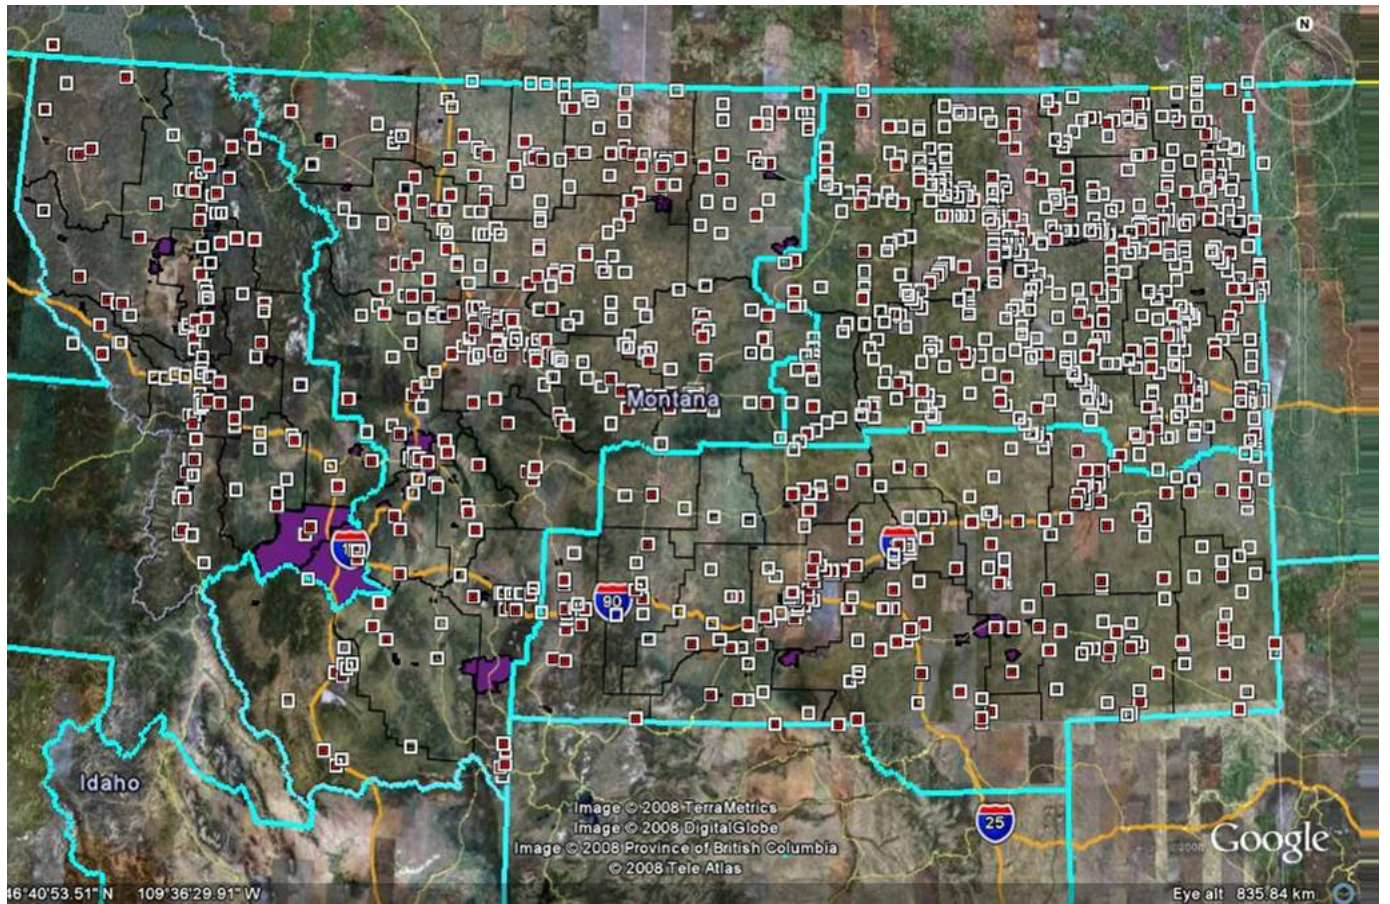 N
Montana
90
Idaho
Image © 2008 TerraMetrics
Image © 2008 DigitalGlobe
Image © 2008 Province of British Columbia
© 2008 Tele Atlas
25
© 2008 Google
46°40'53.51" N 109°36'29.91" W
Eye alt 835.84 km